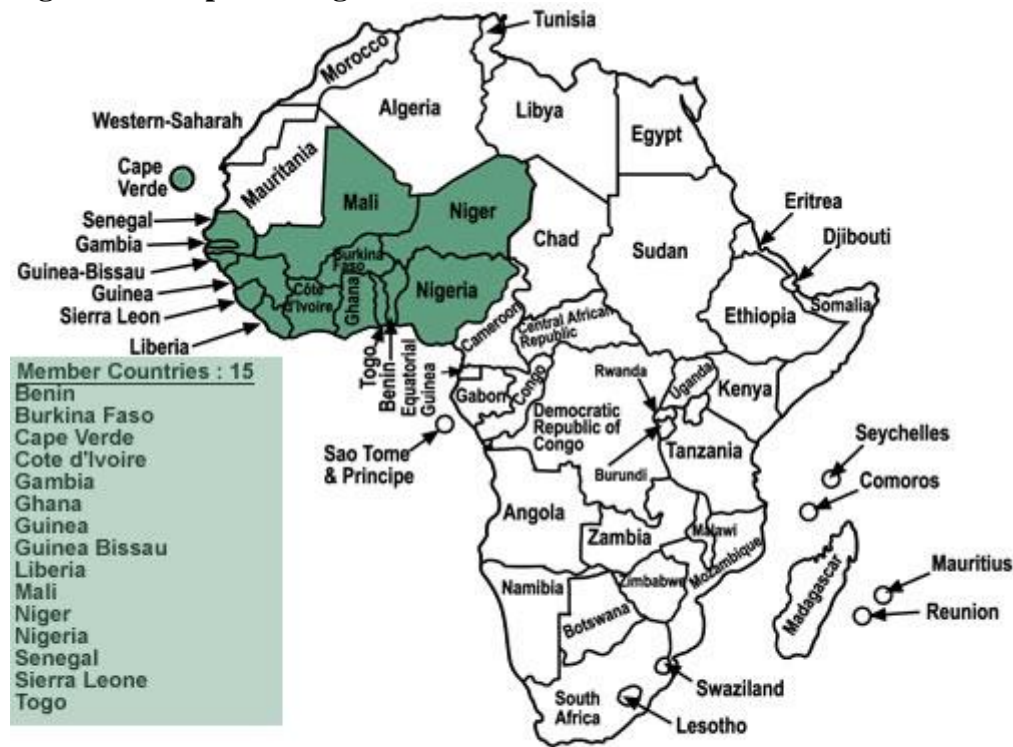 Tunisia
Morocco
Algeria
Libya
Egypt
Western-Saharah
Mauritania
Cape
Verde
Mali
Niger
Chad
Sudan
Eritrea
Djibouti
Senegal
Gambia
Guinea-Bissau
Guinea
Sierra Leon
Liberia
Burkina
Faso
Côte
d'Ivoire
Ghana
Togo
Benin
Nigeria
Cameroon
Central African
Republic
Ethiopia
Somalia
Equatorial
Guinea
Gabon
Congo
Democratic
Republic of
Congo
Rwanda
Uganda
Kenya
Burundi
Tanzania
Sao Tome
& Principe
Seychelles
Comoros
Angola
Zambia
Malawi
Mozambique
Namibia
Zimbabwe
Botswana
Madagascar
Mauritius
Reunion
South
Africa
Swaziland
Lesotho
Member Countries : 15
Benin
Burkina Faso
Cape Verde
Cote d'Ivoire
Gambia
Ghana
Guinea
Guinea Bissau
Liberia
Mali
Niger
Nigeria
Senegal
Sierra Leone
Togo